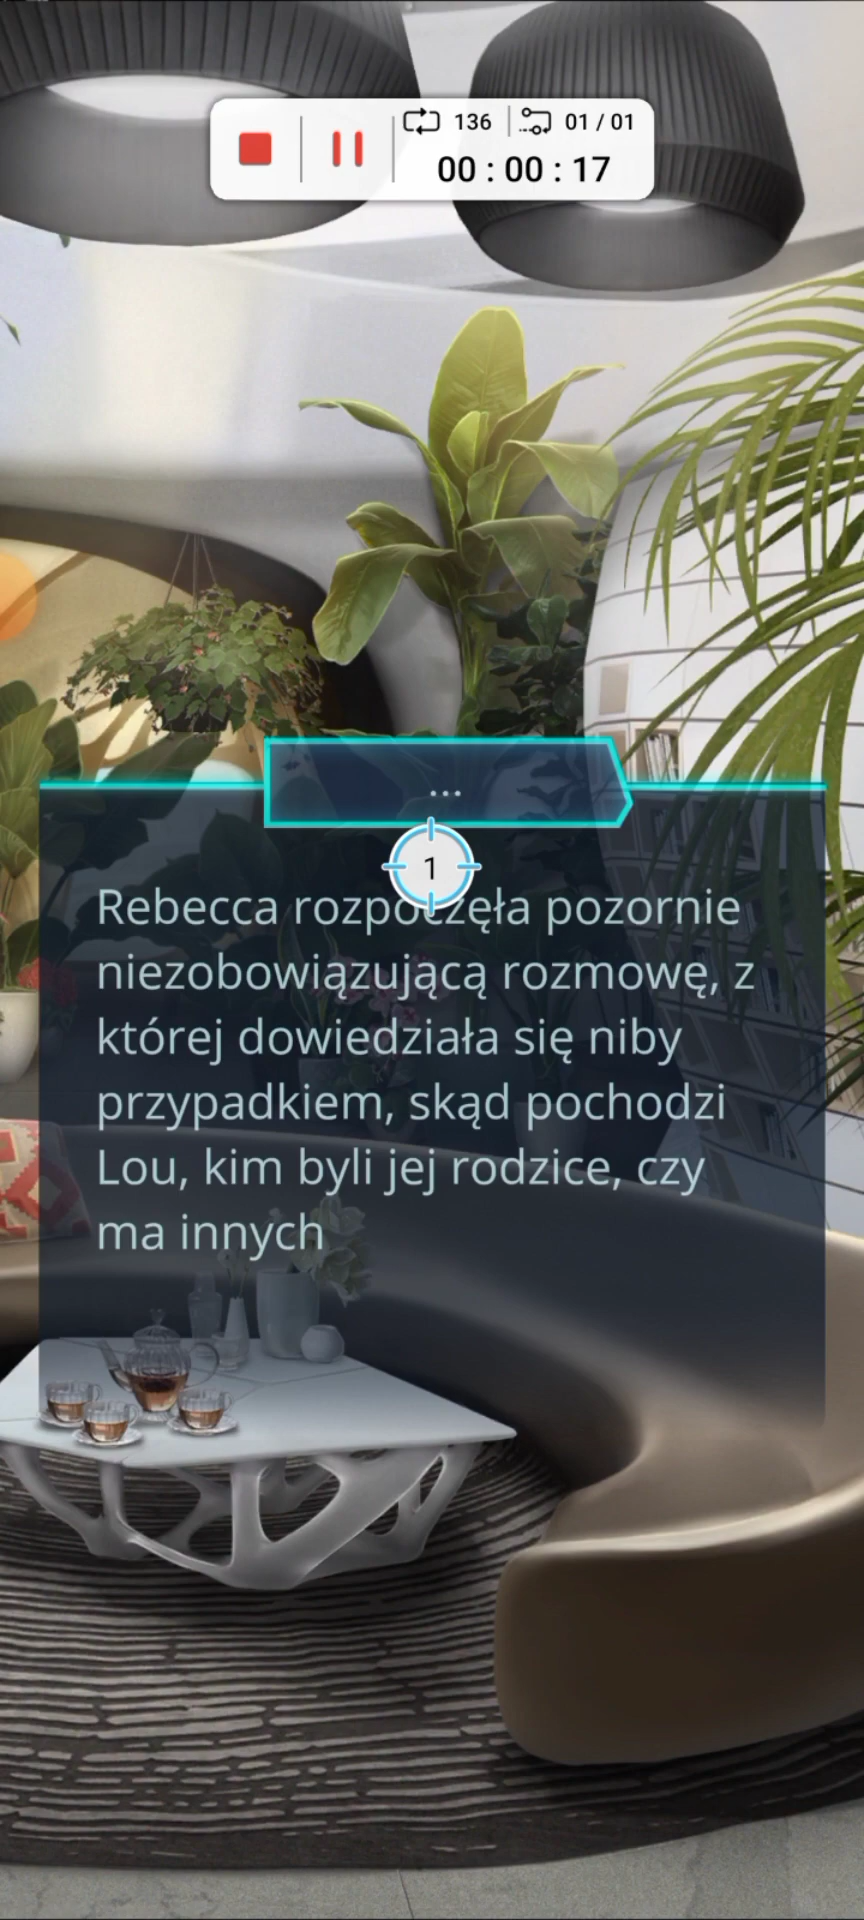 136
01 / 01
00 : 00 : 17
...
1
Rebecca rozpoczęła pozornie
niezobowiązującą rozmowę, z
której dowiedziała się niby
przypadkiem, skąd pochodzi
Lou, kim byli jej rodzice, czy
ma innych